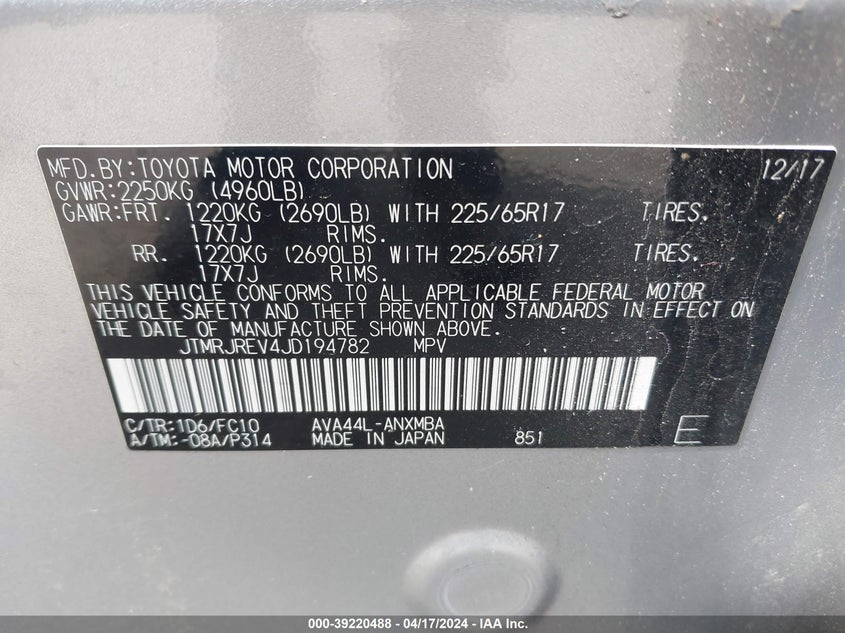 MFD.BY:TOYOTA MOTOR CORPORATION 12/17
GVWR:2250KG (4960LB)
GAWR:FRT. 1220KG (2690LB) WITH 225/65R17 TIRES.
17X7J RIMS.
RR. 1220KG (2690LB) WITH 225/65R17 TIRES.
17X7J RIMS.
THIS VEHICLE CONFORMS TO ALL APPLICABLE FEDERAL MOTOR
VEHICLE SAFETY AND THEFT PREVENTION STANDARDS IN EFFECT ON
THE DATE OF MANUFACTURE SHOWN ABOVE.
JTMRJREV4JD194782 MPV
C/TR:1D6/FC10 AVA44L-ANXMBA
A/TM:-08A/P314 MADE IN JAPAN 851 E
000-39220488 - 04/17/2024 - IAA Inc.